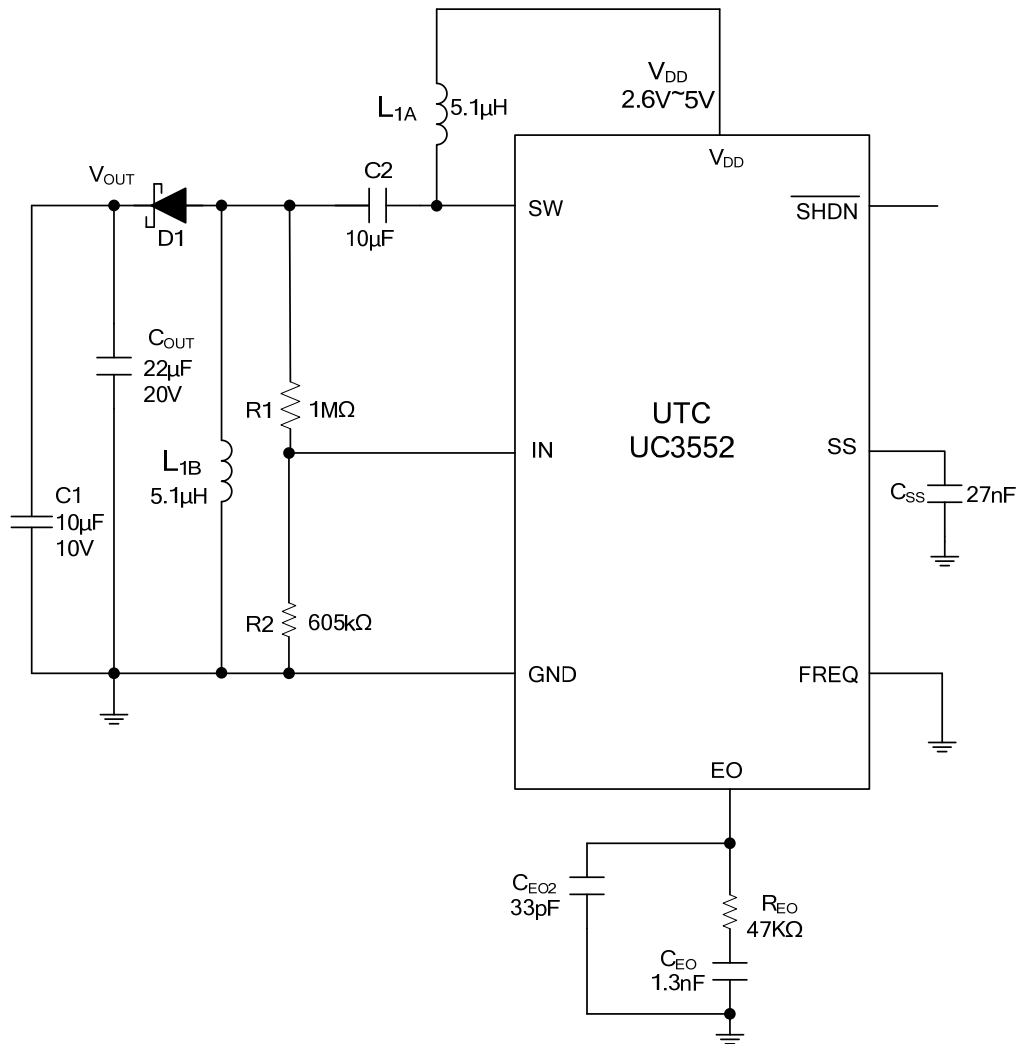 VDD
2.6V~5V
L1A
5.1μH
VDD
C2
VOUT
SW
SHDN
D1
10μF
COUT
22μF
20V
R1
1MΩ
UTC
UC3552
IN
SS
L1B
5.1μH
CSS
27nF
C1
10μF
10V
R2
605kΩ
GND
FREQ
EO
CEO2
33pF
REO
47KΩ
CEO
1.3nF